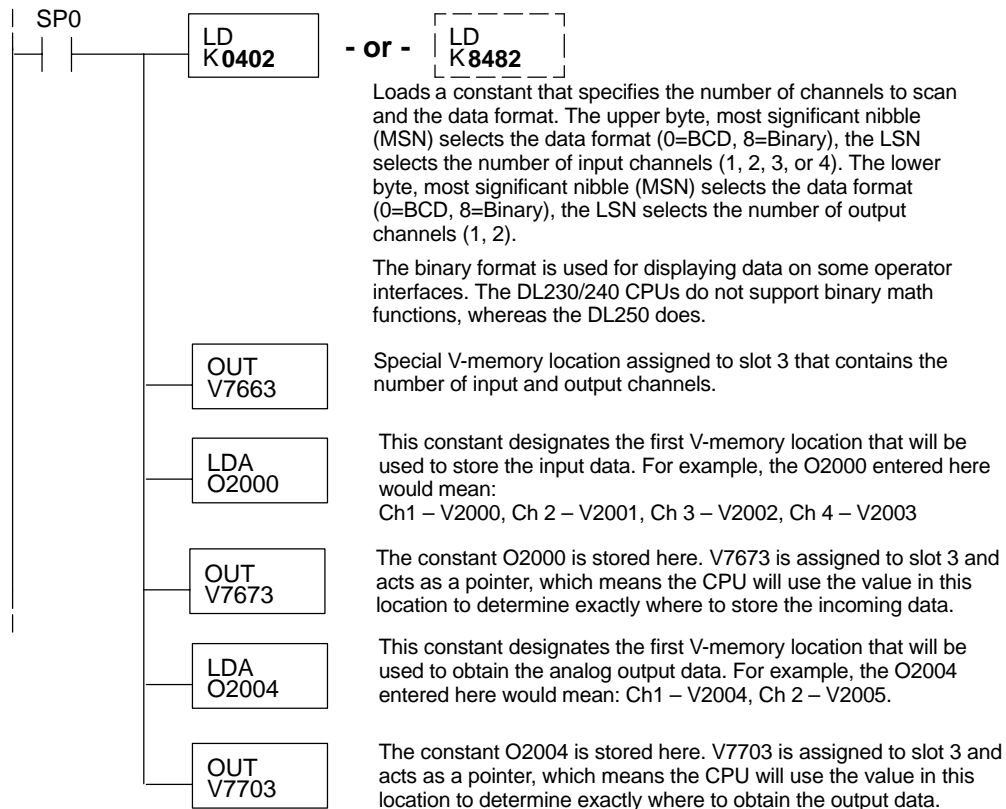 SP0
LD
K0402
- or -
LD
K8482
Loads a constant that specifies the number of channels to scan
and the data format. The upper byte, most significant nibble
(MSN) selects the data format (0=BCD, 8=Binary), the LSN
selects the number of input channels (1, 2, 3, or 4). The lower
byte, most significant nibble (MSN) selects the data format
(0=BCD, 8=Binary), the LSN selects the number of output
channels (1, 2).
The binary format is used for displaying data on some operator
interfaces. The DL230/240 CPUs do not support binary math
functions, whereas the DL250 does.
OUT
V7663
Special V-memory location assigned to slot 3 that contains the
number of input and output channels.
LDA
O2000
This constant designates the first V-memory location that will be
used to store the input data. For example, the O2000 entered here
would mean:
Ch1 – V2000, Ch 2 – V2001, Ch 3 – V2002, Ch 4 – V2003
OUT
V7673
The constant O2000 is stored here. V7673 is assigned to slot 3 and
acts as a pointer, which means the CPU will use the value in this
location to determine exactly where to store the incoming data.
LDA
O2004
This constant designates the first V-memory location that will be
used to obtain the analog output data. For example, the O2004
entered here would mean: Ch1 – V2004, Ch 2 – V2005.
OUT
V7703
The constant O2004 is stored here. V7703 is assigned to slot 3 and
acts as a pointer, which means the CPU will use the value in this
location to determine exactly where to obtain the output data.